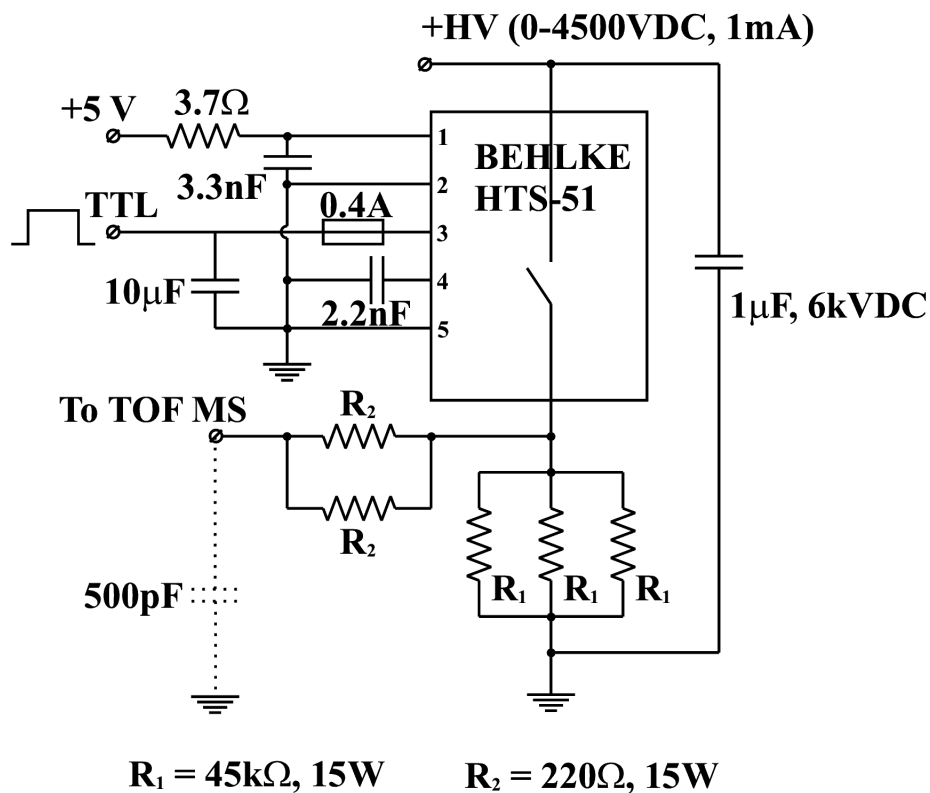 +HV (0-4500VDC, 1mA)
+5 V
3.7Ω
1
BEHLKE
HTS-51
3.3nF
2
TTL
0.4A
3
10μF
4
2.2nF
5
1μF, 6kVDC
To TOF MS
R₂
R₂
500pF
R₁
R₁
R₁
R₁ = 45kΩ, 15W
R₂ = 220Ω, 15W